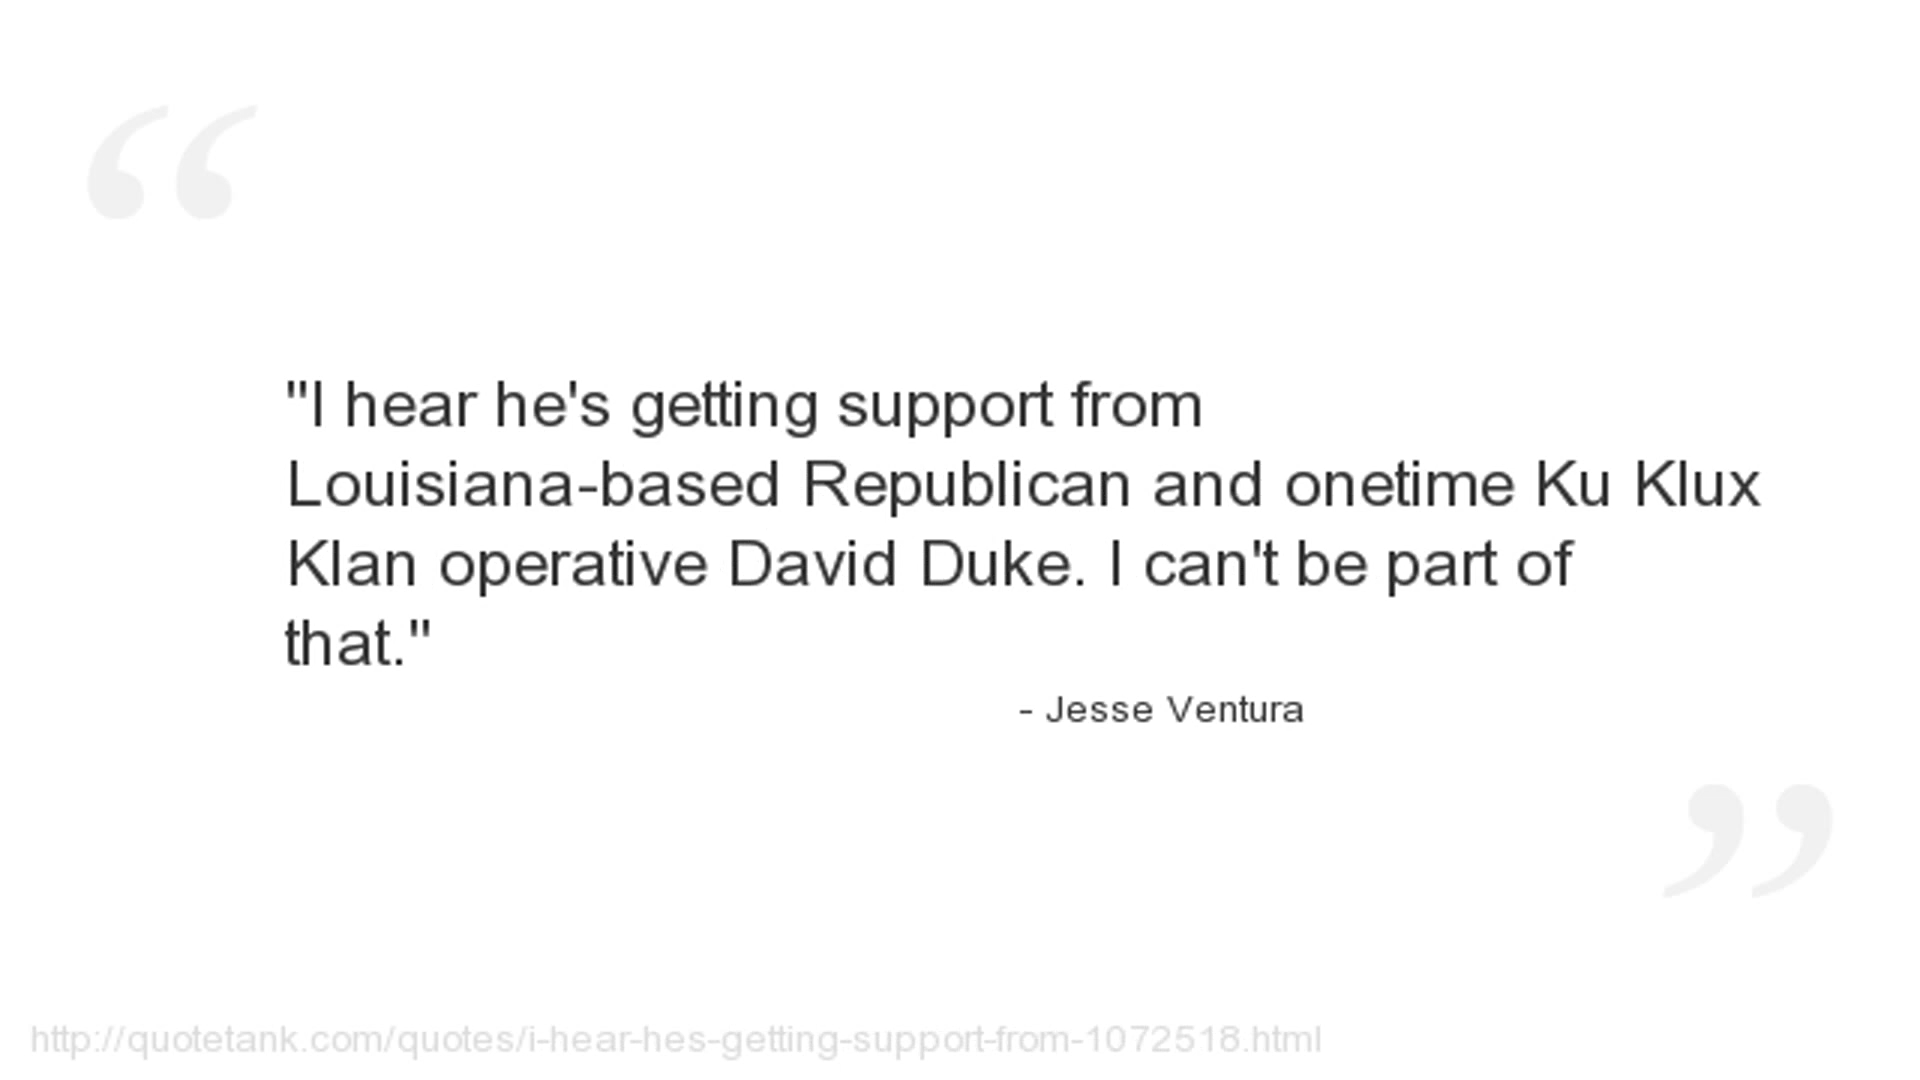 "I hear he's getting support from
Louisiana-based Republican and onetime Ku Klux
Klan operative David Duke. I can't be part of
that."
- Jesse Ventura
http://quotetank.com/quotes/i-hear-hes-getting-support-from-1072518.html